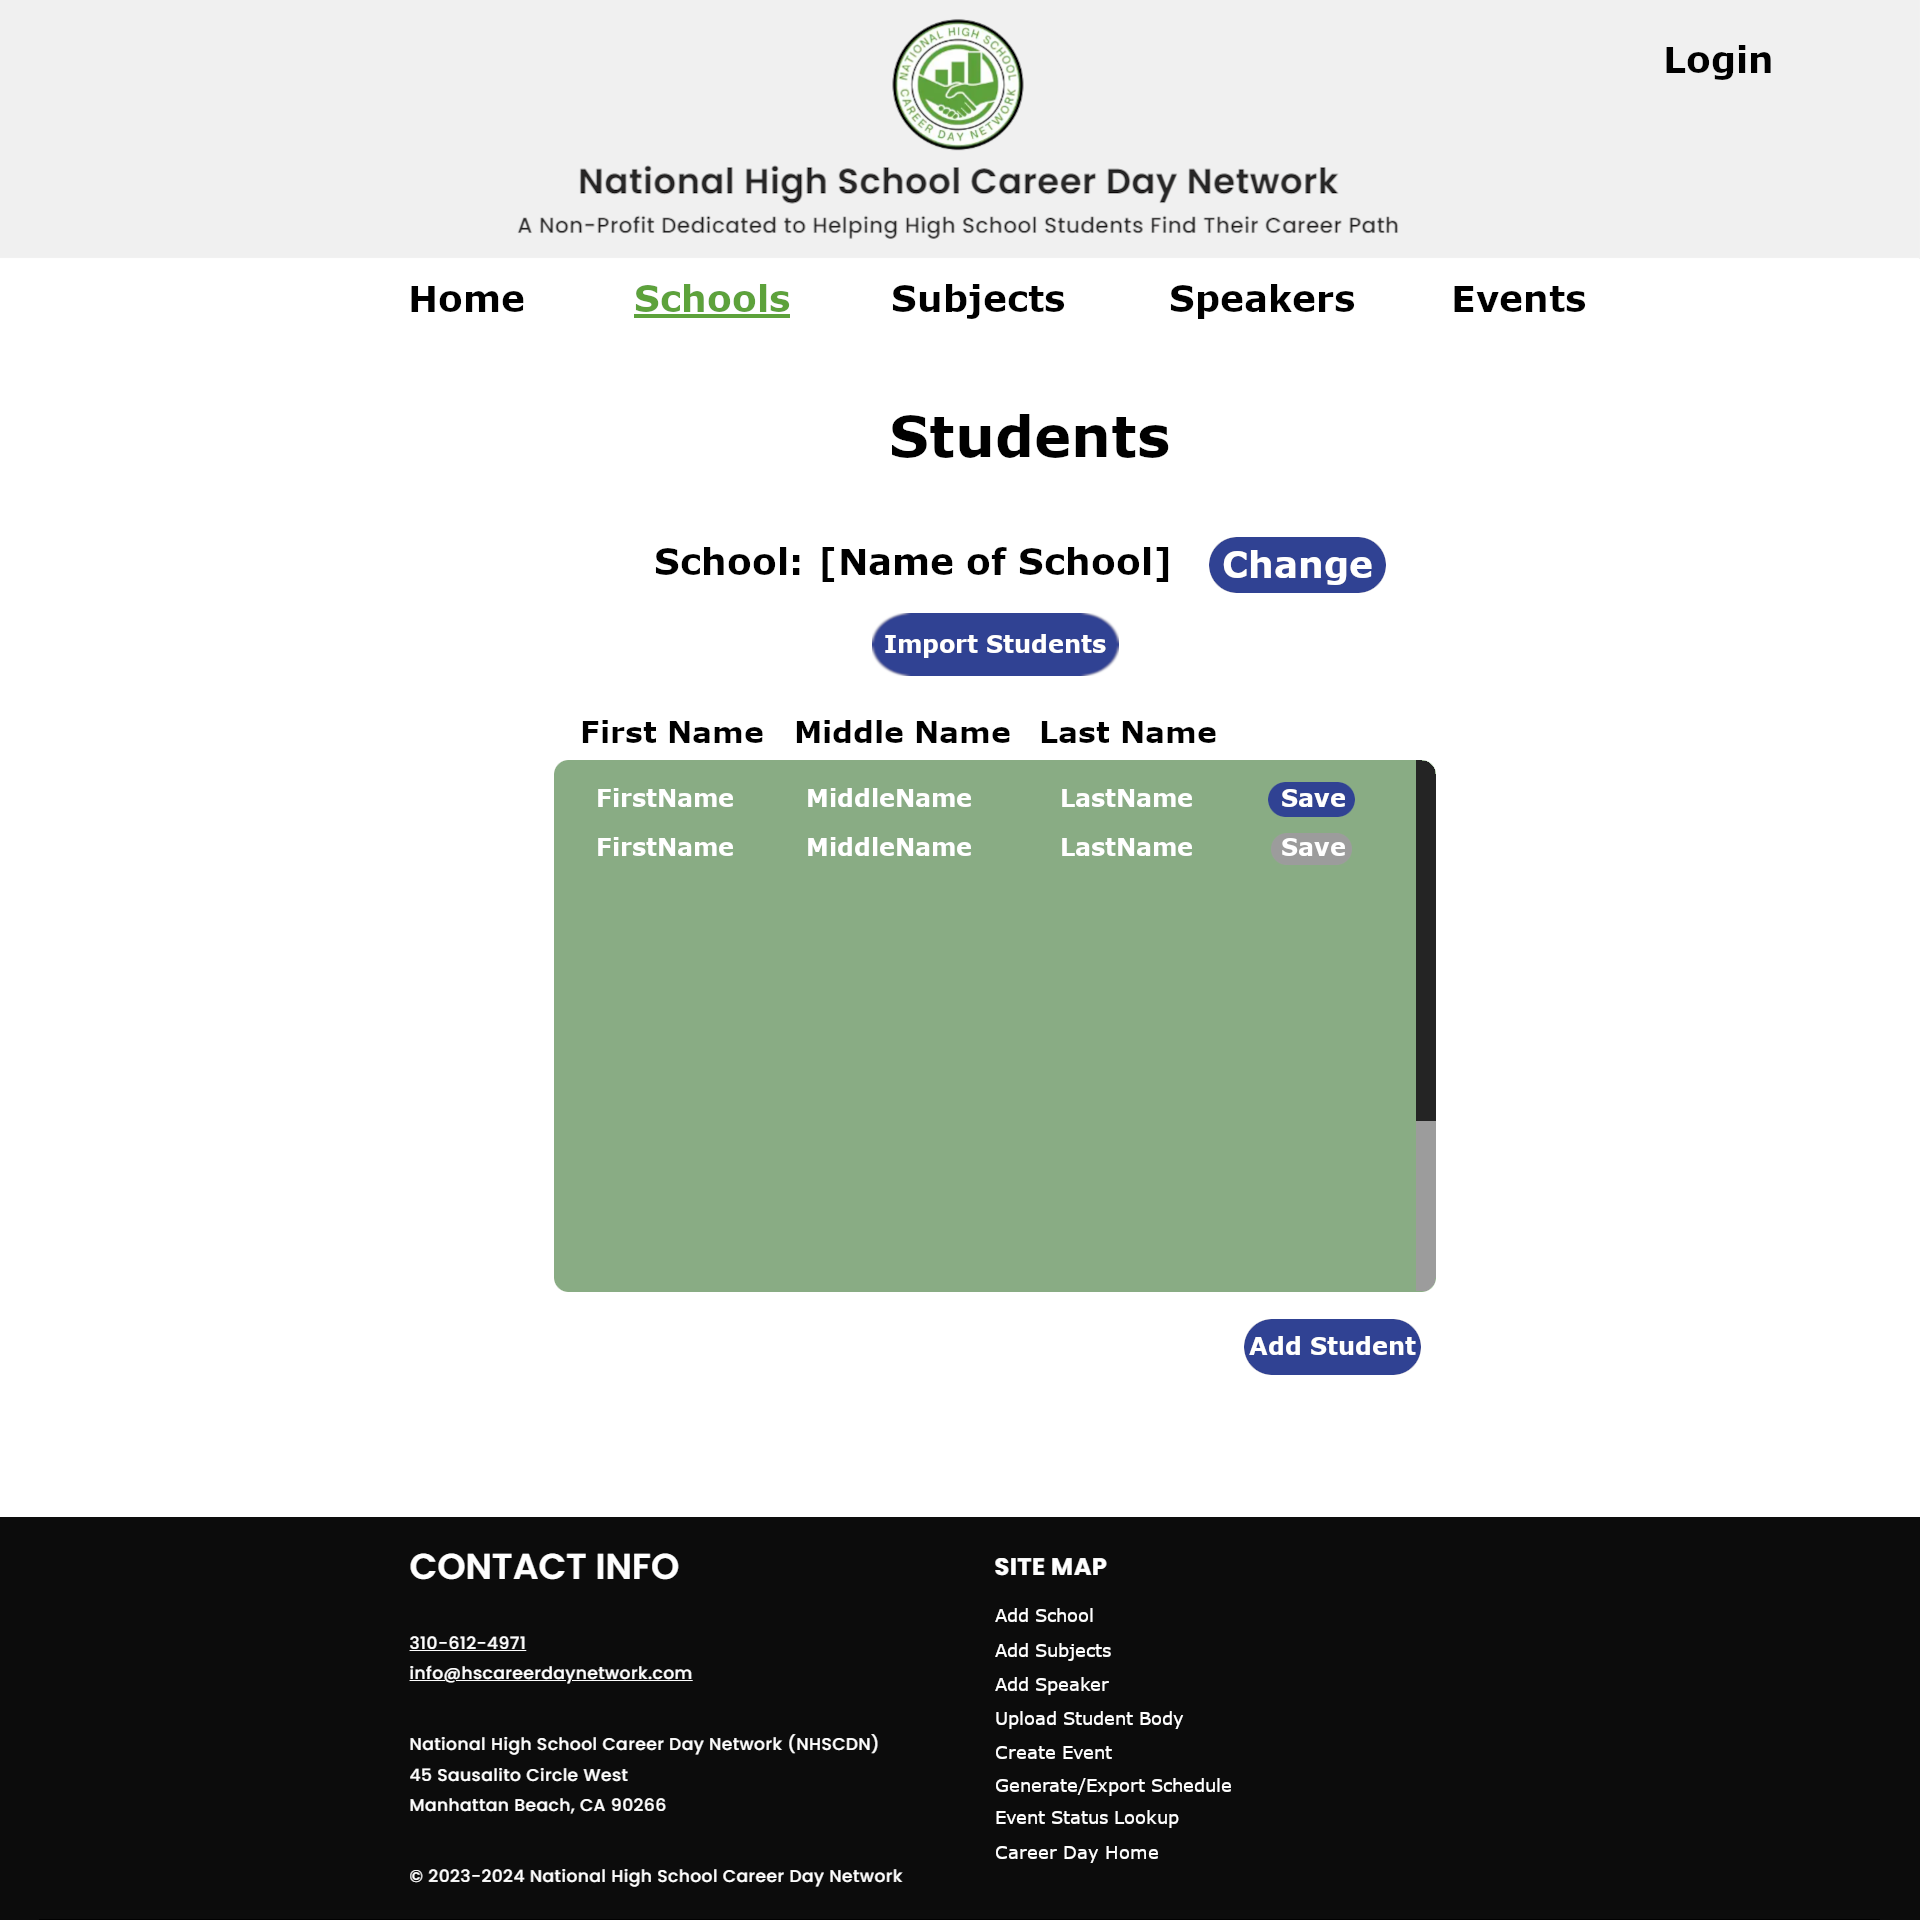 NATIONAL HIGH SCHOOL
CAREER DAY NETWORK
Login
National High School Career Day Network
A Non-Profit Dedicated to Helping High School Students Find Their Career Path
Home Schools Subjects Speakers Events
Students
School: [Name of School] Change
Import Students
First Name Middle Name Last Name
FirstName MiddleName LastName Save
FirstName MiddleName LastName Save
Add Student
CONTACT INFO
310-612-4971
info@hscareerdaynetwork.com
National High School Career Day Network (NHSCDN)
45 Sausalito Circle West
Manhattan Beach, CA 90266
© 2023-2024 National High School Career Day Network
SITE MAP
Add School
Add Subjects
Add Speaker
Upload Student Body
Create Event
Generate/Export Schedule
Event Status Lookup
Career Day Home